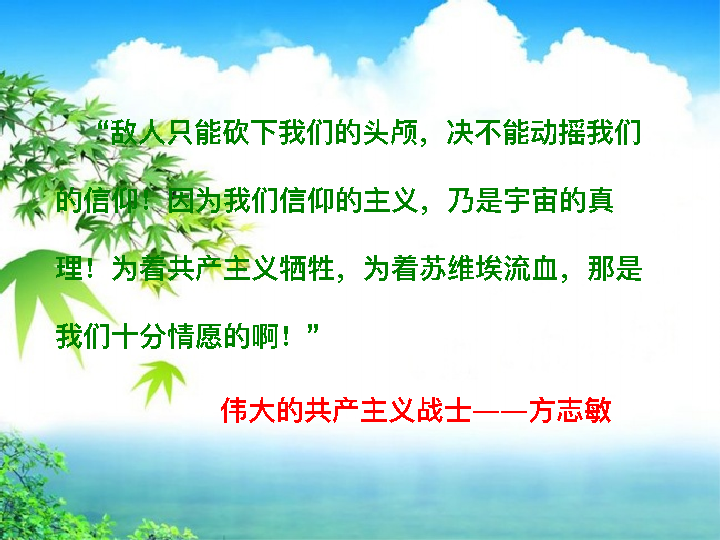 “敌人只能砍下我们的头颅，决不能动摇我们
的信仰！因为我们信仰的主义，乃是宇宙的真
理！为着共产主义牺牲，为着苏维埃流血，那是
我们十分情愿的啊！”
伟大的共产主义战士——方志敏